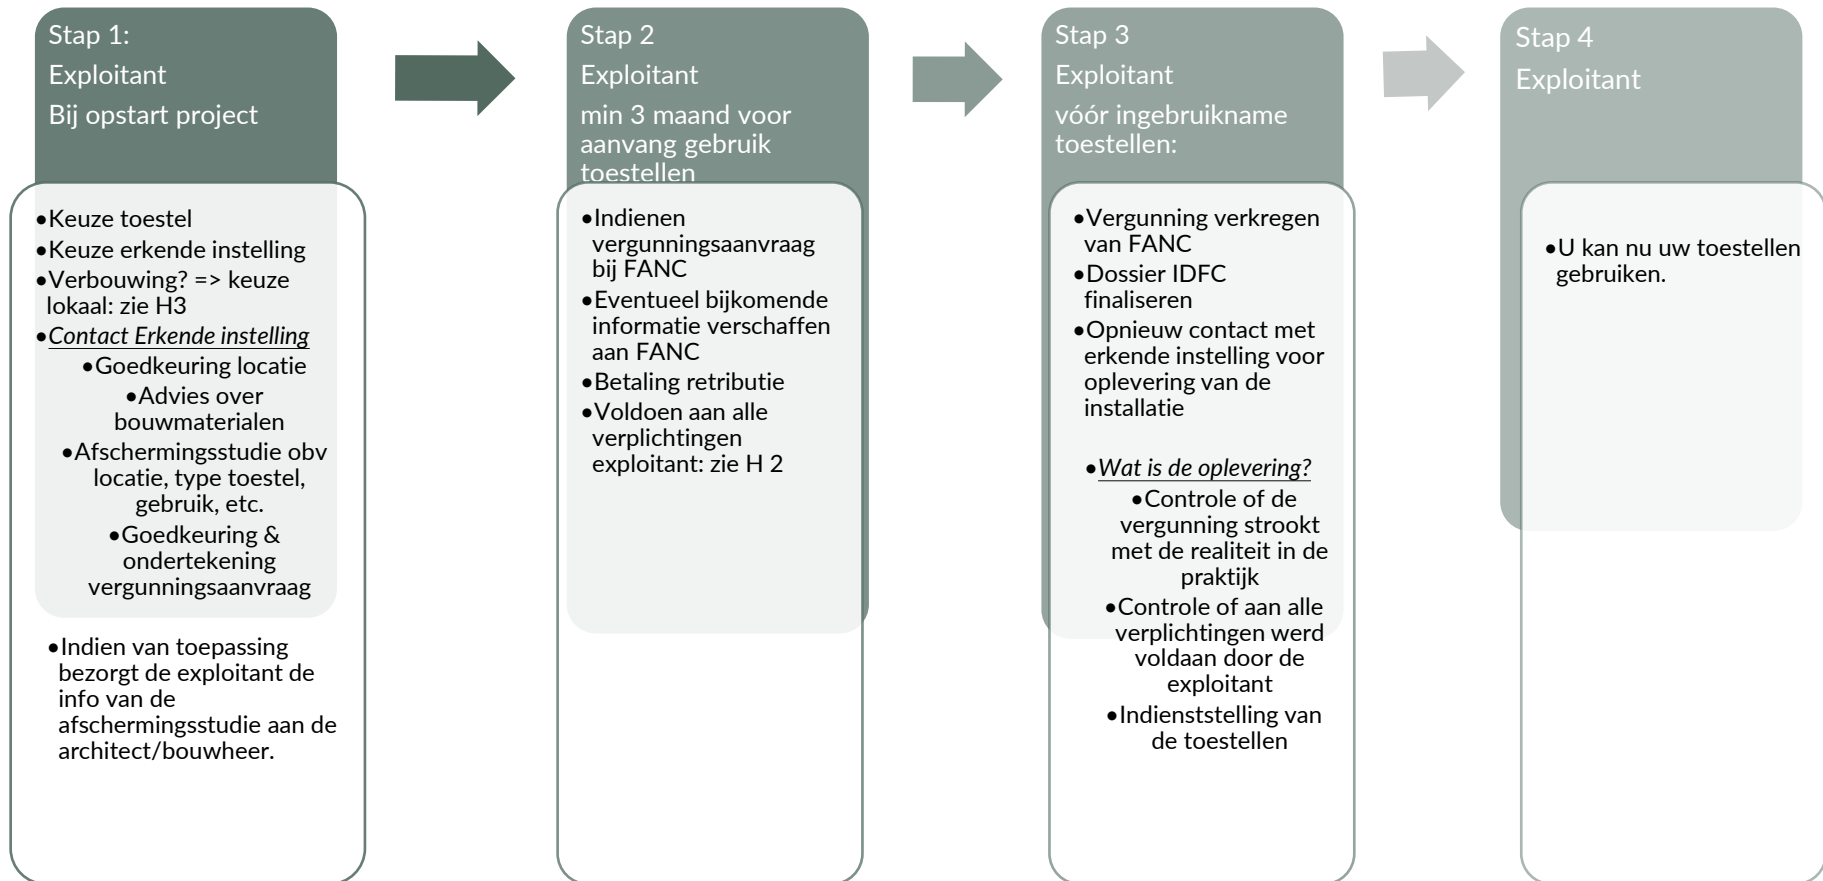 Stap 1:
Exploitant
Bij opstart project
•Keuze toestel
•Keuze erkende instelling
•Verbouwing? => keuze
lokaal: zie H3
•Contact Erkende instelling
•Goedkeuring locatie
•Advies over
bouwmaterialen
•Afschermingsstudie obv
locatie, type toestel,
gebruik, etc.
•Goedkeuring &
ondertekening
vergunningsaanvraag
•Indien van toepassing
bezorgt de exploitant de
info van de
afschermingsstudie aan de
architect/bouwheer.
Stap 2
Exploitant
min 3 maand voor
aanvang gebruik
toestellen
•Indienen
vergunningsaanvraag
bij FANC
•Eventueel bijkomende
informatie verschaffen
aan FANC
•Betaling retributie
•Voldoen aan alle
verplichtingen
exploitant: zie H 2
Stap 3
Exploitant
vóór ingebruikname
toestellen:
•Vergunning verkregen
van FANC
•Dossier IDFC
finaliseren
•Opnieuw contact met
erkende instelling voor
oplevering van de
installatie
•Wat is de oplevering?
•Controle of de
vergunning strookt
met de realiteit in de
praktijk
•Controle of aan alle
verplichtingen werd
voldaan door de
exploitant
•Indienststelling van
de toestellen
Stap 4
Exploitant
•U kan nu uw toestellen
gebruiken.